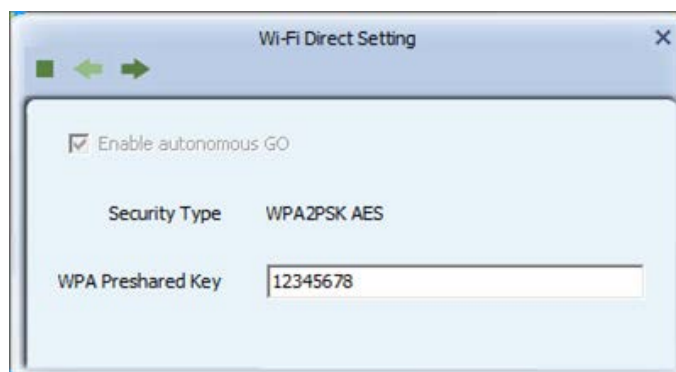 Wi-Fi Direct Setting
Enable autonomous GO
Security Type WPA2PSK AES
WPA Preshared Key 12345678